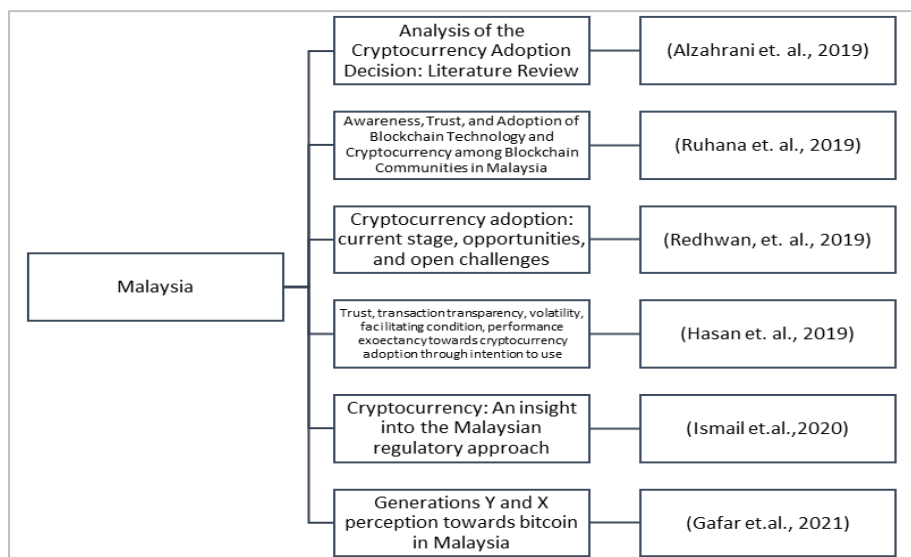 Analysis of the
Cryptocurrency Adoption
Decision: Literature Review
(Alzahrani et. al., 2019)
Awareness, Trust, and Adoption of
Blockchain Technology and
Cryptocurrency among Blockchain
Communities in Malaysia
(Ruhana et. al., 2019)
Cryptocurrency adoption:
current stage, opportunities,
and open challenges
(Redhwan, et. al., 2019)
Malaysia
Trust, transaction transparency, volatility,
facilitating condition, performance
exoectancy towards cryptocurrency
adoption through intention to use
(Hasan et. al., 2019)
Cryptocurrency: An insight
into the Malaysian
regulatory approach
(Ismail et.al.,2020)
Generations Y and X
perception towards bitcoin
in Malaysia
(Gafar et.al., 2021)